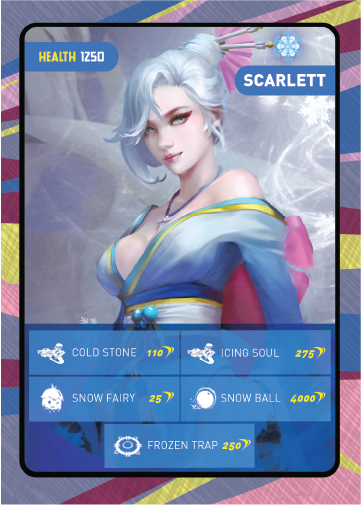 HEALTH 1250
SCARLETT
COLD STONE 110
ICING SOUL 275
SNOW FAIRY 25
SNOW BALL 4000
FROZEN TRAP 250